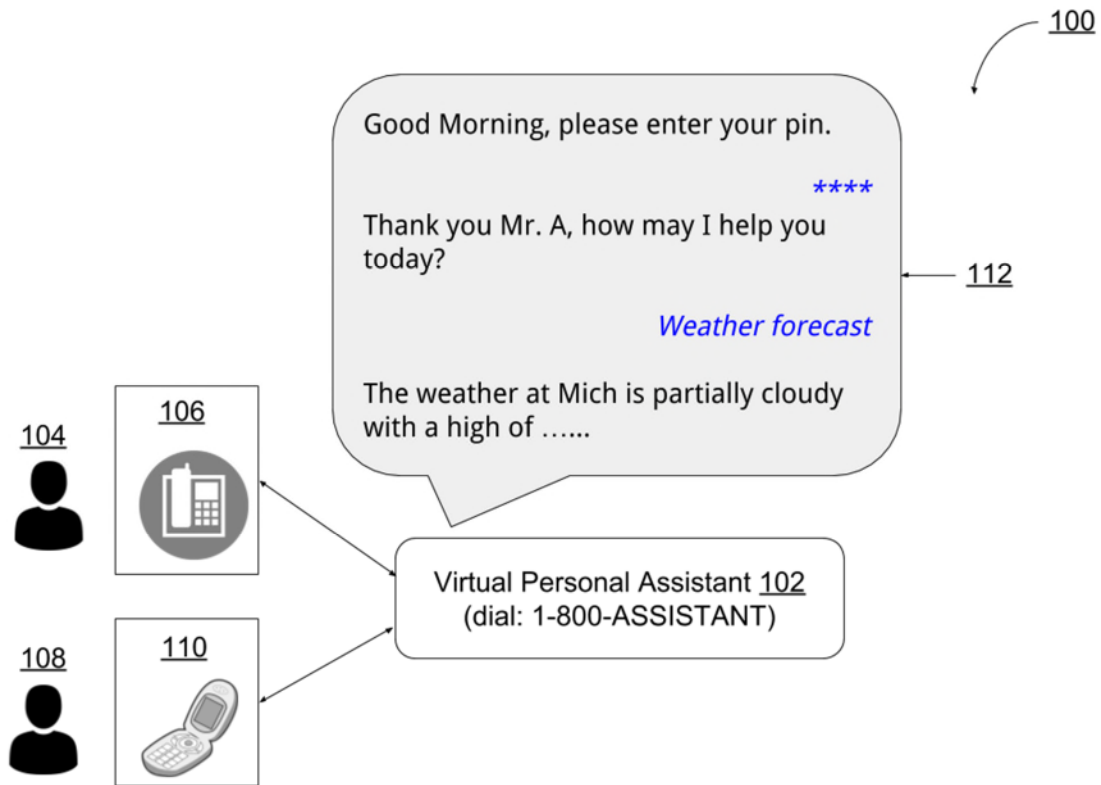 100
Good Morning, please enter your pin.
****
Thank you Mr. A, how may I help you
today?
112
Weather forecast
The weather at Mich is partially cloudy
with a high of …...
106
104
Virtual Personal Assistant 102
(dial: 1-800-ASSISTANT)
110
108